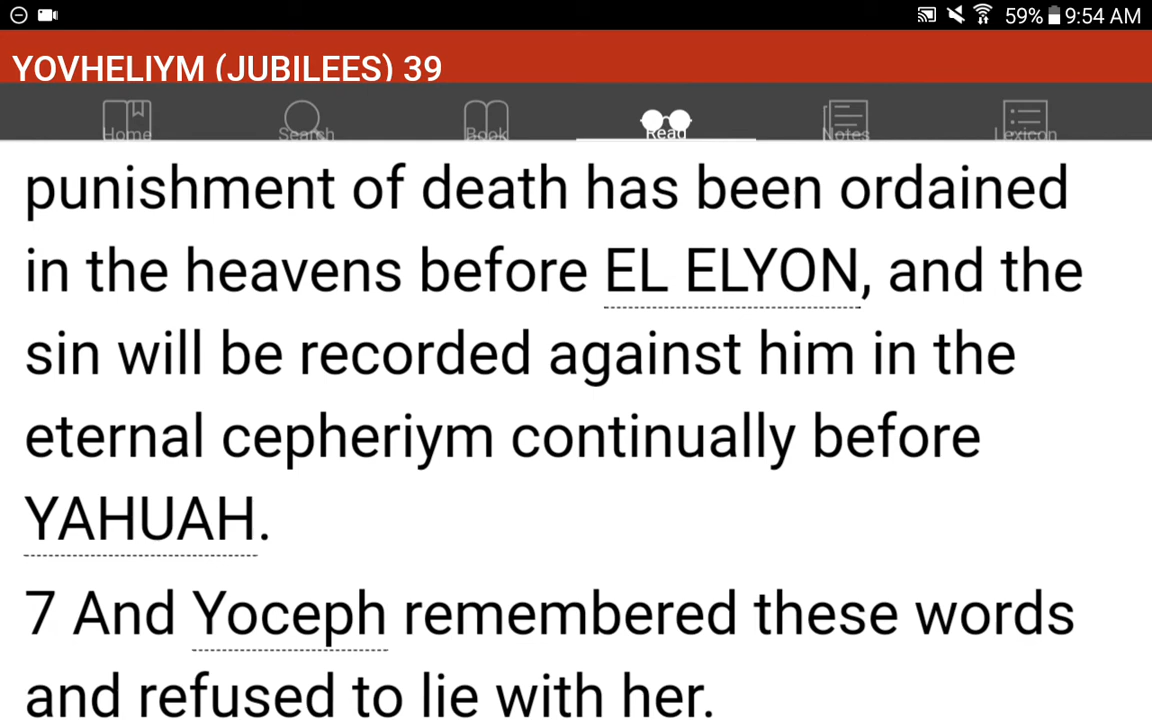 59% 9:54 AM
YOVHELIYM (JUBILEES) 39
Home Search Book Read Notes Lexicon
punishment of death has been ordained
in the heavens before EL ELYON, and the
sin will be recorded against him in the
eternal cepheriym continually before
YAHUAH.
7 And Yoceph remembered these words
and refused to lie with her.